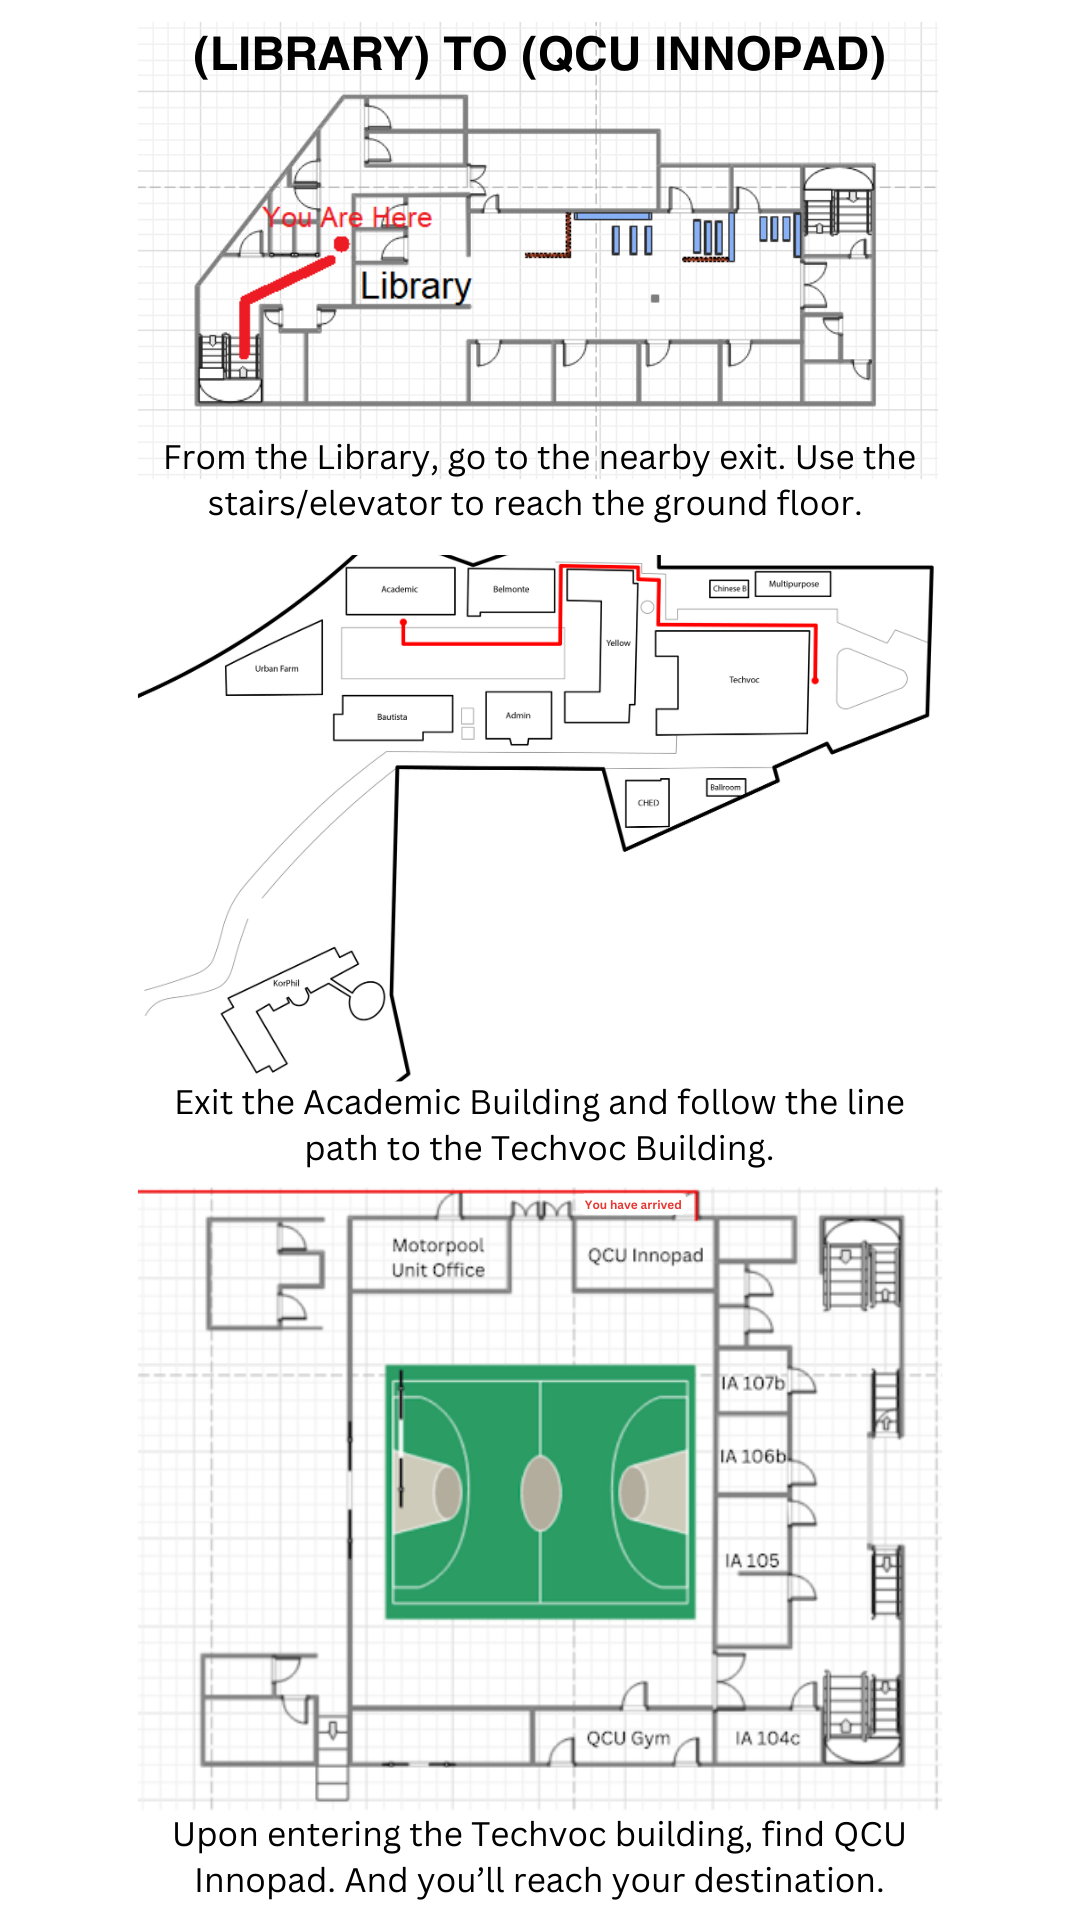 (LIBRARY) TO (QCU INNOPAD)
You Are Here
Library
From the Library, go to the nearby exit. Use the
stairs/elevator to reach the ground floor.
Academic
Belmonte
Chinese B
Multipurpose
Yellow
Urban Farm
Techvoc
Bautista
Admin
CHED
Ballroom
KorPhil
Exit the Academic Building and follow the line
path to the Techvoc Building.
You have arrived
Motorpool
Unit Office
QCU Innopad
IA 107b
IA 106b
IA 105
QCU Gym
IA 104c
Upon entering the Techvoc building, find QCU
Innopad. And you’ll reach your destination.